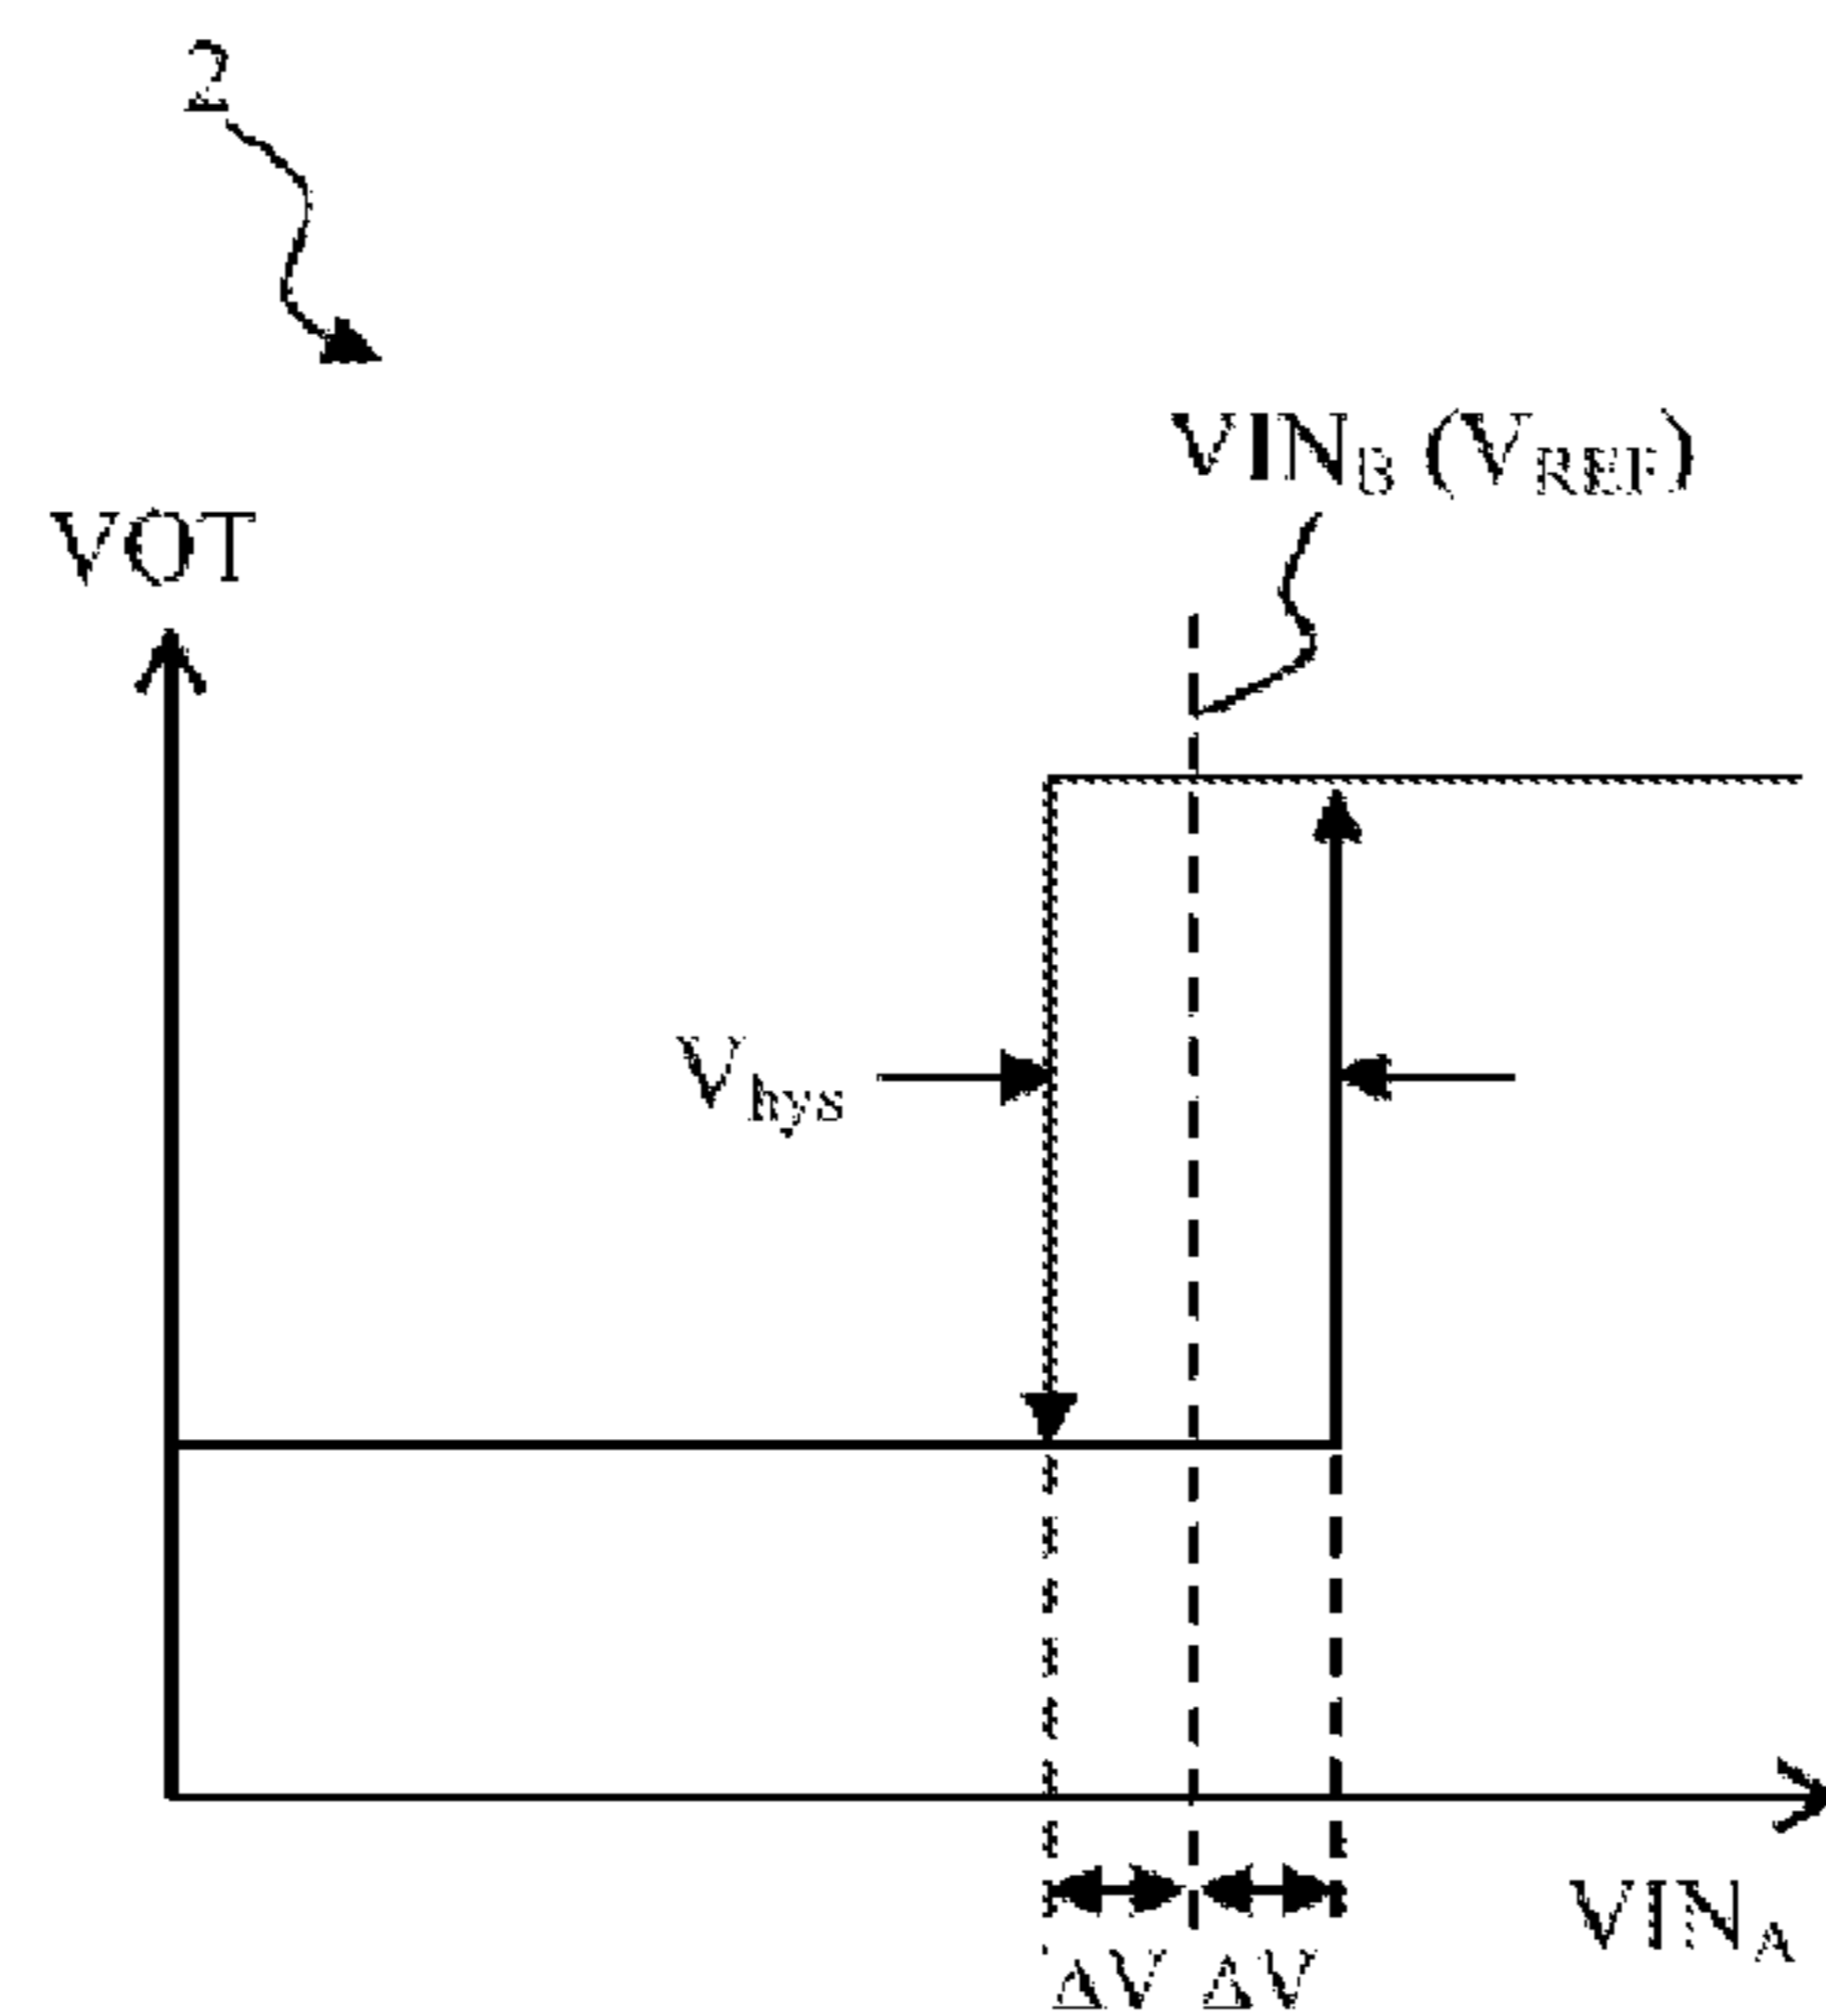 2
VIN_B (V_REF)
VOT
V_hys
ΔV ΔV
VIN_A